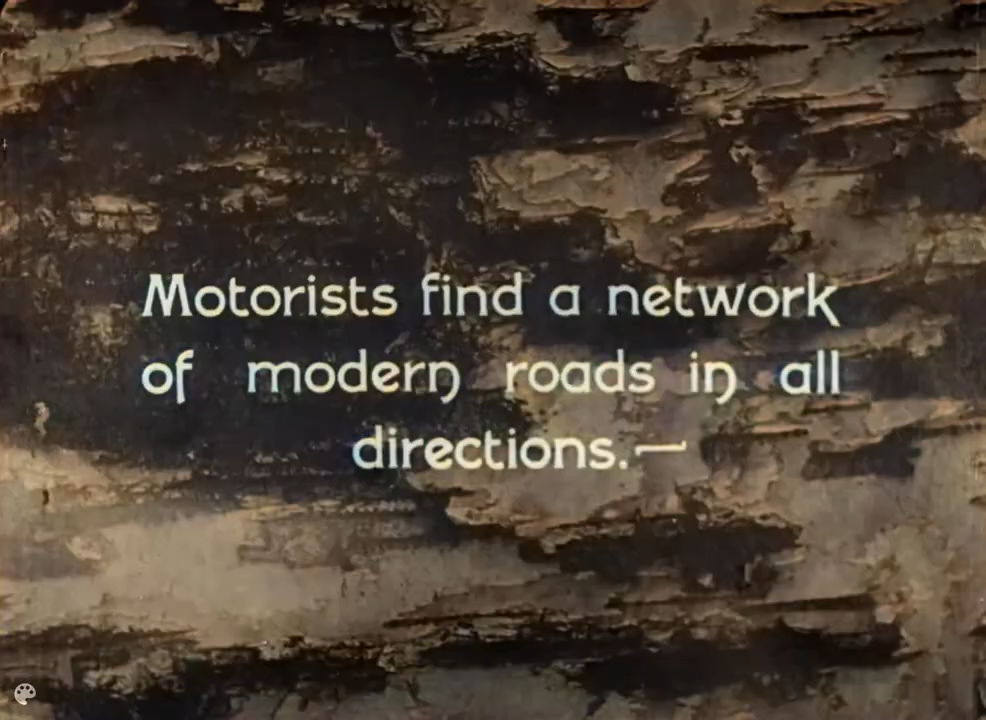 Motorists find a network
of modern roads in all
directions.—